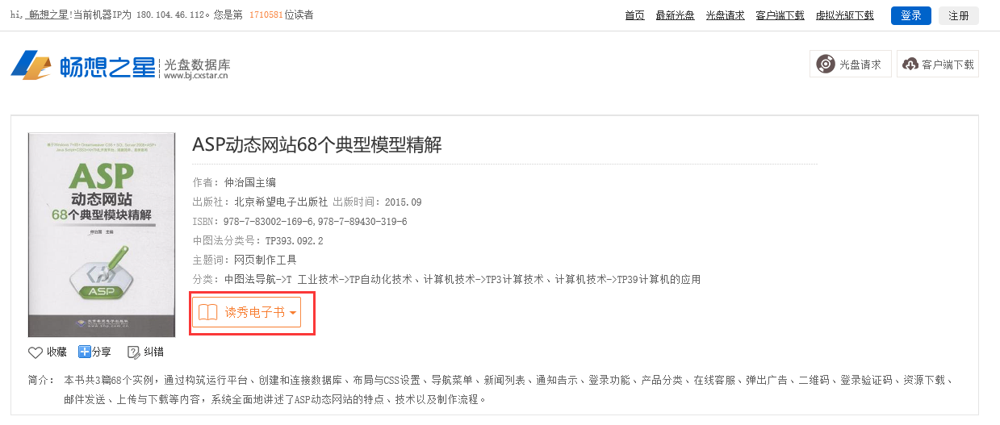 hi, 畅想之星!当前机器IP为 180.104.46.112。您是第 1710581位读者
首页 最新光盘 光盘请求 客户端下载 虚拟光驱下载 登录 注册
畅想之星 光盘数据库
www.bj.cxstar.cn
光盘请求 客户端下载
ASP
动态网站
68个典型模块精解
仲治国 主编
ASP
ASP动态网站68个典型模型精解
作者: 仲治国主编
出版社: 北京希望电子出版社 出版时间: 2015.09
ISBN: 978-7-83002-169-6,978-7-89430-319-6
中图法分类号: TP393.092.2
主题词: 网页制作工具
分类: 中图法导航->T 工业技术->TP自动化技术、计算机技术->TP3计算技术、计算机技术->TP39计算机的应用
读秀电子书
收藏 分享 纠错
简介: 本书共3篇68个实例，通过构筑运行平台、创建和连接数据库、布局与CSS设置、导航菜单、新闻列表、通知告示、登录功能、产品分类、在线客服、弹出广告、二维码、登录验证码、资源下载、
邮件发送、上传与下载等内容，系统全面地讲述了ASP动态网站的特点、技术以及制作流程。